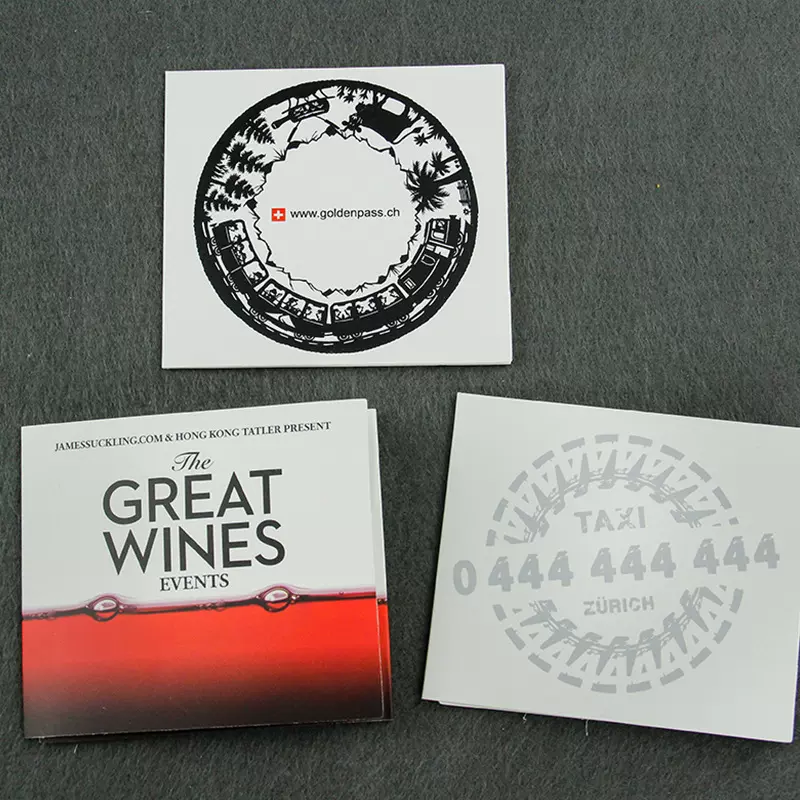 www.goldenpass.ch
JAMESSUCKLING.COM & HONG KONG TATLER PRESENT
The
GREAT
WINES
EVENTS
TAXI
0 444 444 444
ZÜRICH